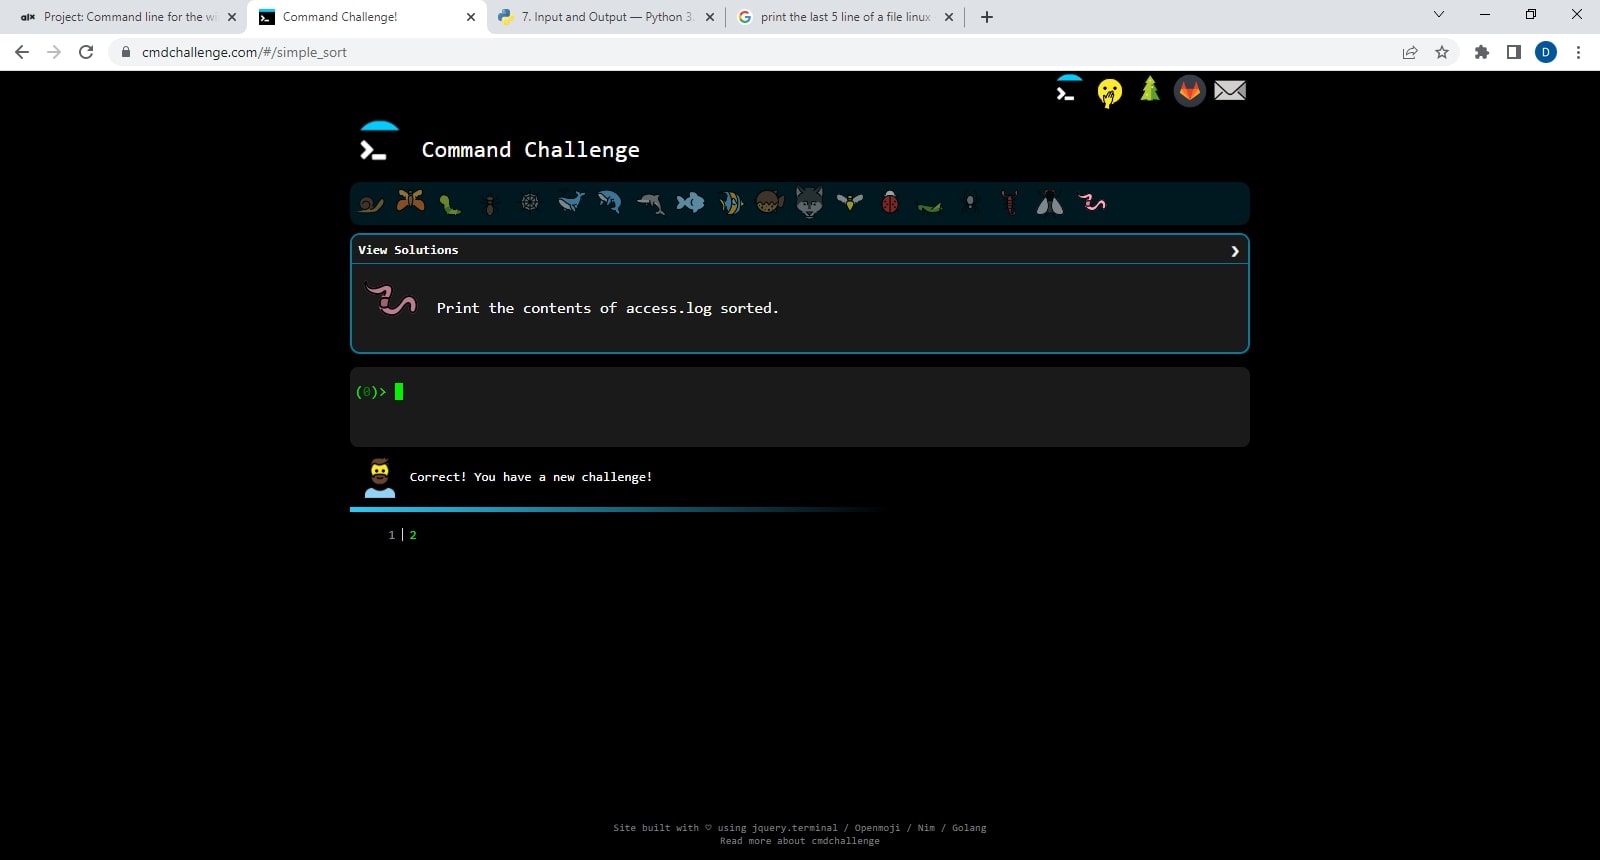 alx Project: Command line for the wi
Command Challenge!
7. Input and Output — Python 3.
print the last 5 line of a file linux
cmdchallenge.com/#/simple_sort
D
Command Challenge
View Solutions
Print the contents of access.log sorted.
(0)>
Correct! You have a new challenge!
1 | 2
Site built with ♡ using jquery.terminal / Openmoji / Nim / Golang
Read more about cmdchallenge